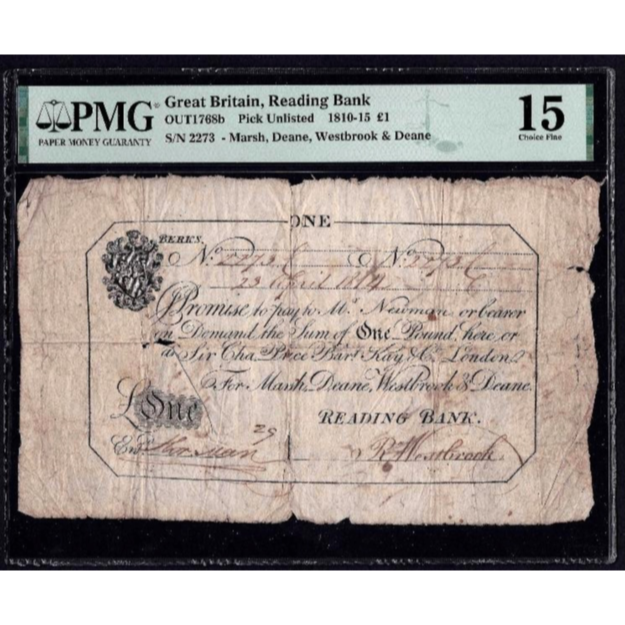 PMG
PAPER MONEY GUARANTY
Great Britain, Reading Bank
OUT1768b Pick Unlisted 1810-15 £1
S/N 2273 - Marsh, Deane, Westbrook & Deane
15
Choice Fine
ONE
BERKS.
No. 2273 No. 2273
23 April 1814
I Promise to pay to Mr. Newman or bearer
on Demand the Sum of One Pound here or
at Sir Cha. Price Bart. Kay & Co. London
For Marsh, Deane, Westbrook & Deane.
£One
READING BANK.
29
Entd. R Westbrook